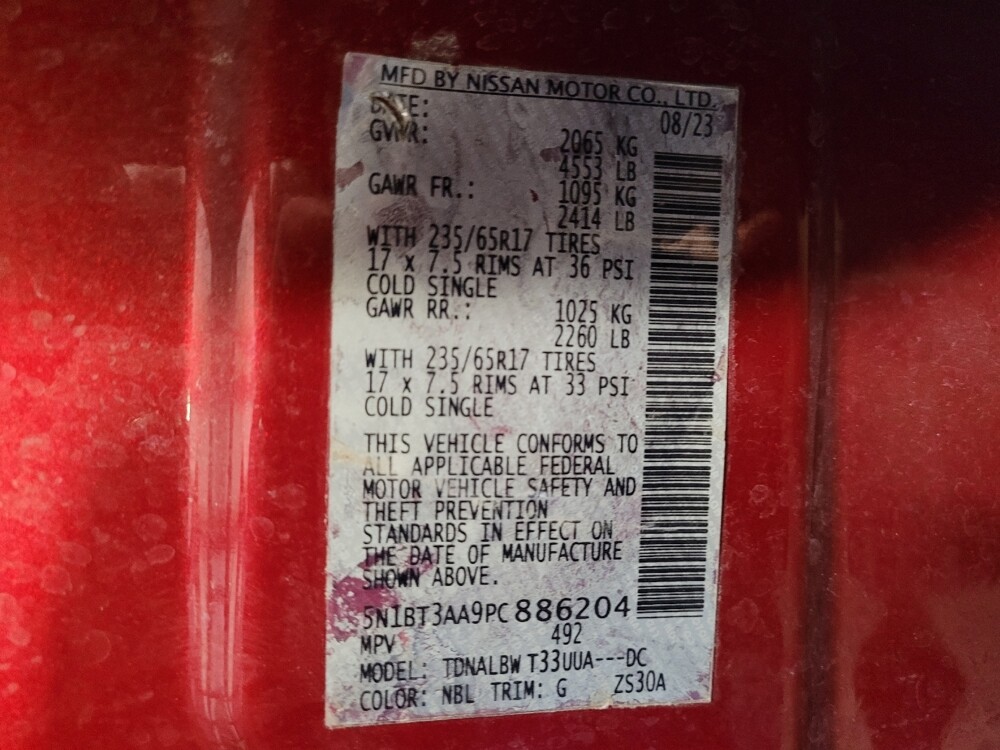 MFD BY NISSAN MOTOR CO., LTD.
DATE: 08/23
GVWR: 2065 KG
4553 LB
GAWR FR.: 1095 KG
2414 LB
WITH 235/65R17 TIRES
17 x 7.5 RIMS AT 36 PSI
COLD SINGLE
GAWR RR.: 1025 KG
2260 LB
WITH 235/65R17 TIRES
17 x 7.5 RIMS AT 33 PSI
COLD SINGLE
THIS VEHICLE CONFORMS TO
ALL APPLICABLE FEDERAL
MOTOR VEHICLE SAFETY AND
THEFT PREVENTION
STANDARDS IN EFFECT ON
THE DATE OF MANUFACTURE
SHOWN ABOVE.
5N1BT3AA9PC886204
MPV 492
MODEL: TDNALBW T33UUA---DC
COLOR: NBL TRIM: G ZS30A